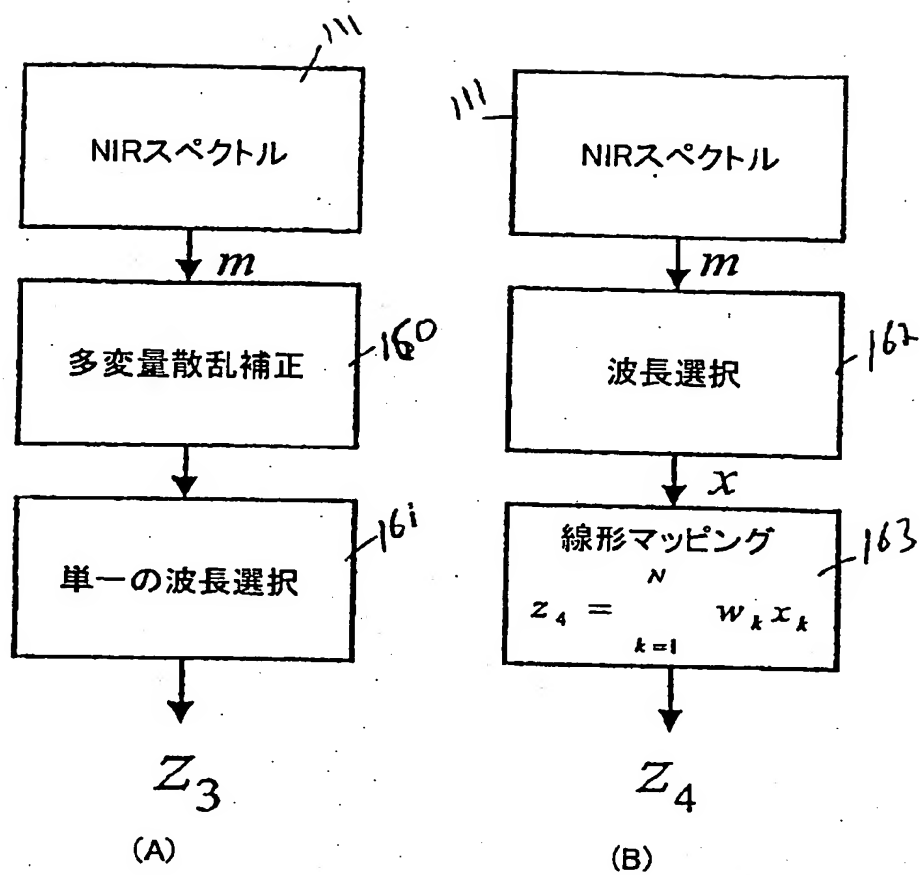 111
NIRスペクトル
m
多変量散乱補正
160
単一の波長選択
161
Z3
(A)
111
NIRスペクトル
m
波長選択
162
x
線形マッピング
N
z4 = wk xk
k=1
163
Z4
(B)